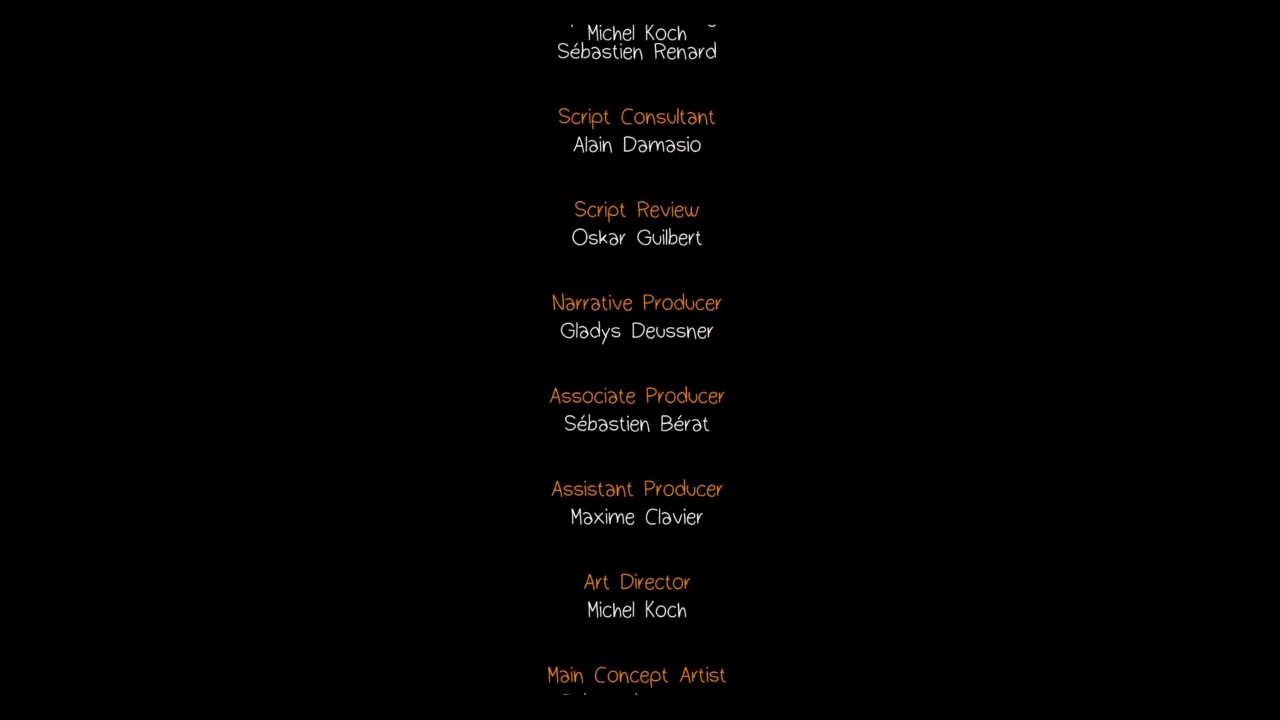 Michel Koch
Sébastien Renard
Script Consultant
Alain Damasio
Script Review
Oskar Guilbert
Narrative Producer
Gladys Deussner
Associate Producer
Sébastien Bérat
Assistant Producer
Maxime Clavier
Art Director
Michel Koch
Main Concept Artist